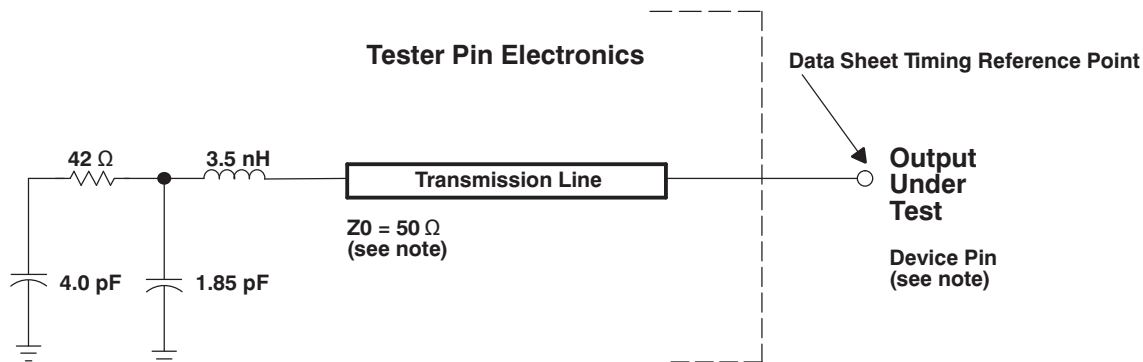 Tester Pin Electronics
Data Sheet Timing Reference Point
42 Ω
3.5 nH
Transmission Line
Output
Under
Test
Z0 = 50 Ω
(see note)
Device Pin
(see note)
4.0 pF
1.85 pF